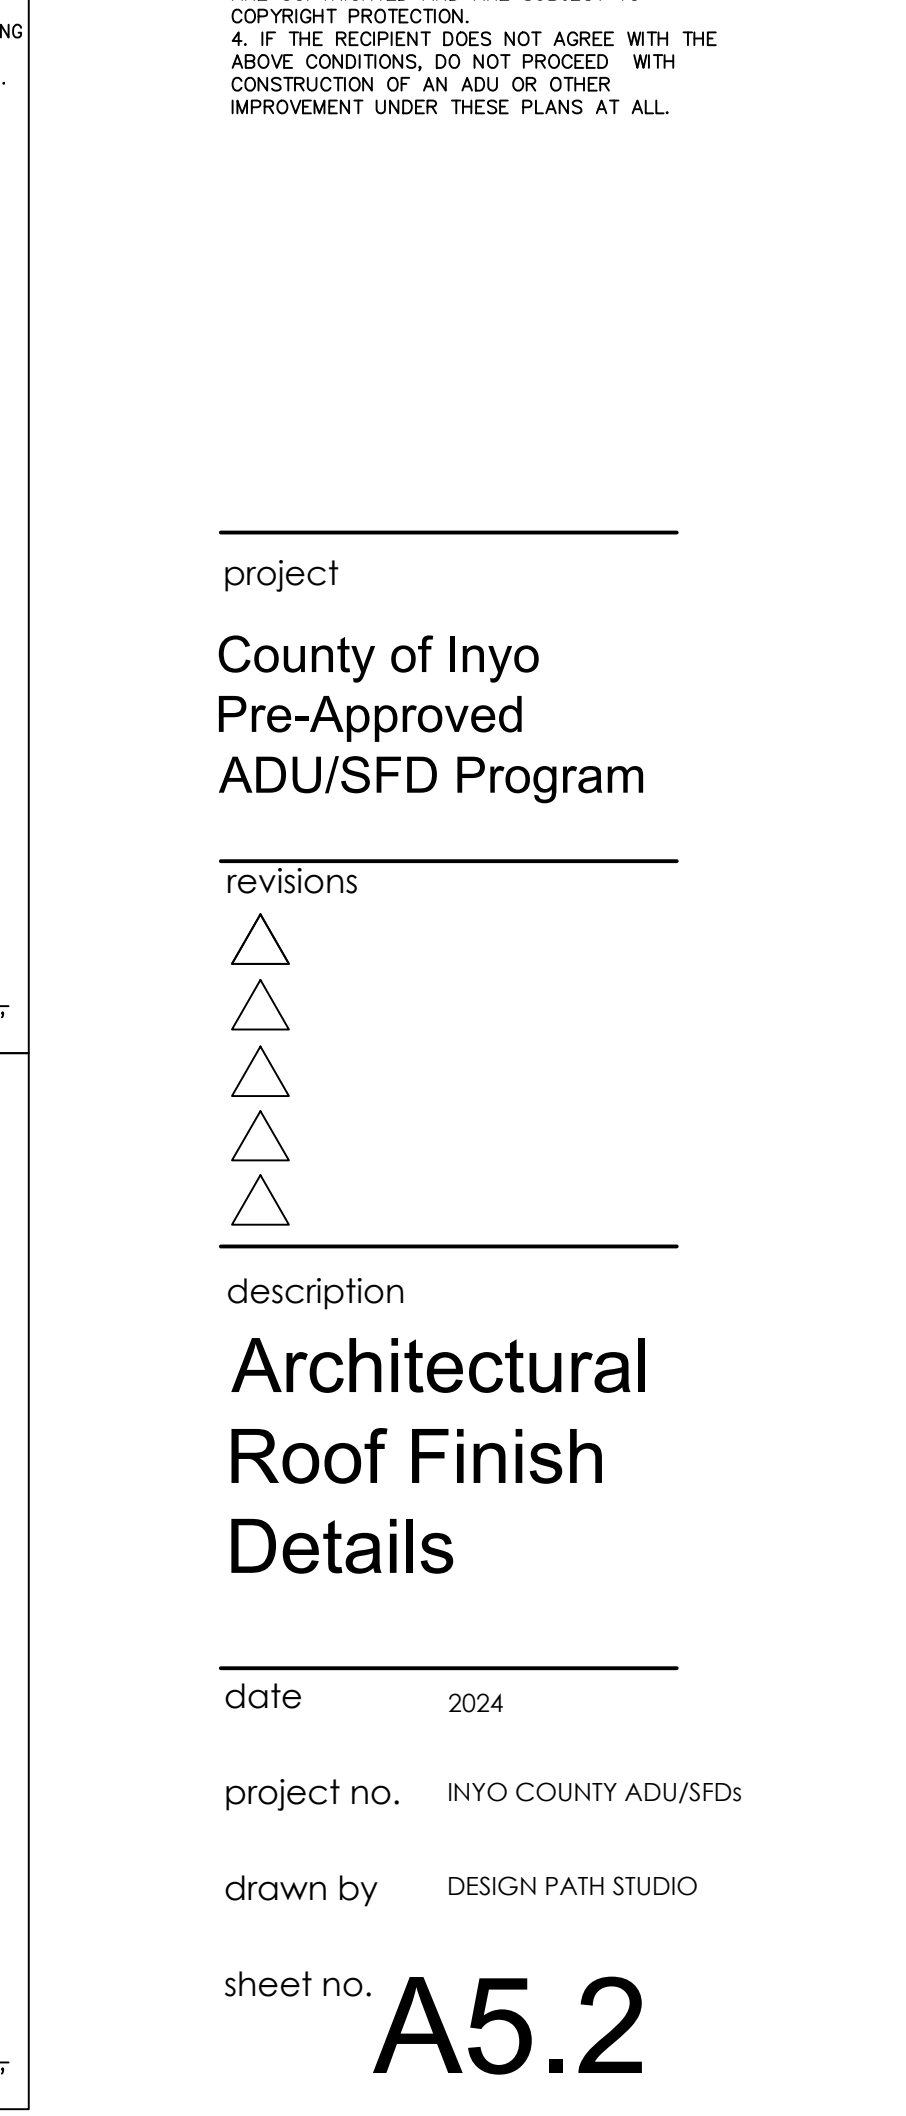 COPYRIGHT PROTECTION.
4. IF THE RECIPIENT DOES NOT AGREE WITH THE
ABOVE CONDITIONS, DO NOT PROCEED WITH
CONSTRUCTION OF AN ADU OR OTHER
IMPROVEMENT UNDER THESE PLANS AT ALL.
NG
project
County of Inyo
Pre-Approved
ADU/SFD Program
revisions
description
Architectural
Roof Finish
Details
date 2024
project no. INYO COUNTY ADU/SFDs
drawn by DESIGN PATH STUDIO
sheet no. A5.2